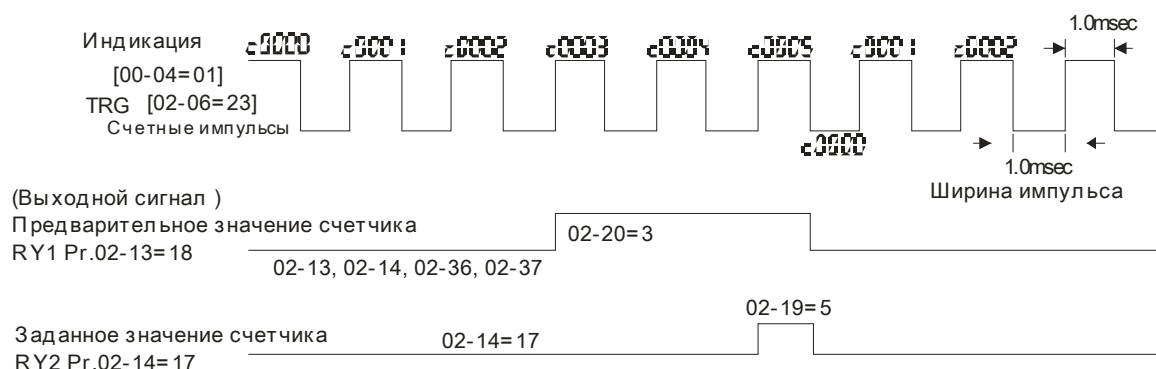 1.0msec
Индикация
c0000 c0001 c0002 c0003 c0004 c0005 c0001 c0002
[00-04=01]
TRG [02-06=23]
Счетные импульсы
c0000
1.0msec
Ширина импульса
(Выходной сигнал )
Предварительное значение счетчика
02-20=3
RY1 Pr.02-13=18
02-13, 02-14, 02-36, 02-37
02-19=5
Заданное значение счетчика
02-14=17
RY2 Pr.02-14=17